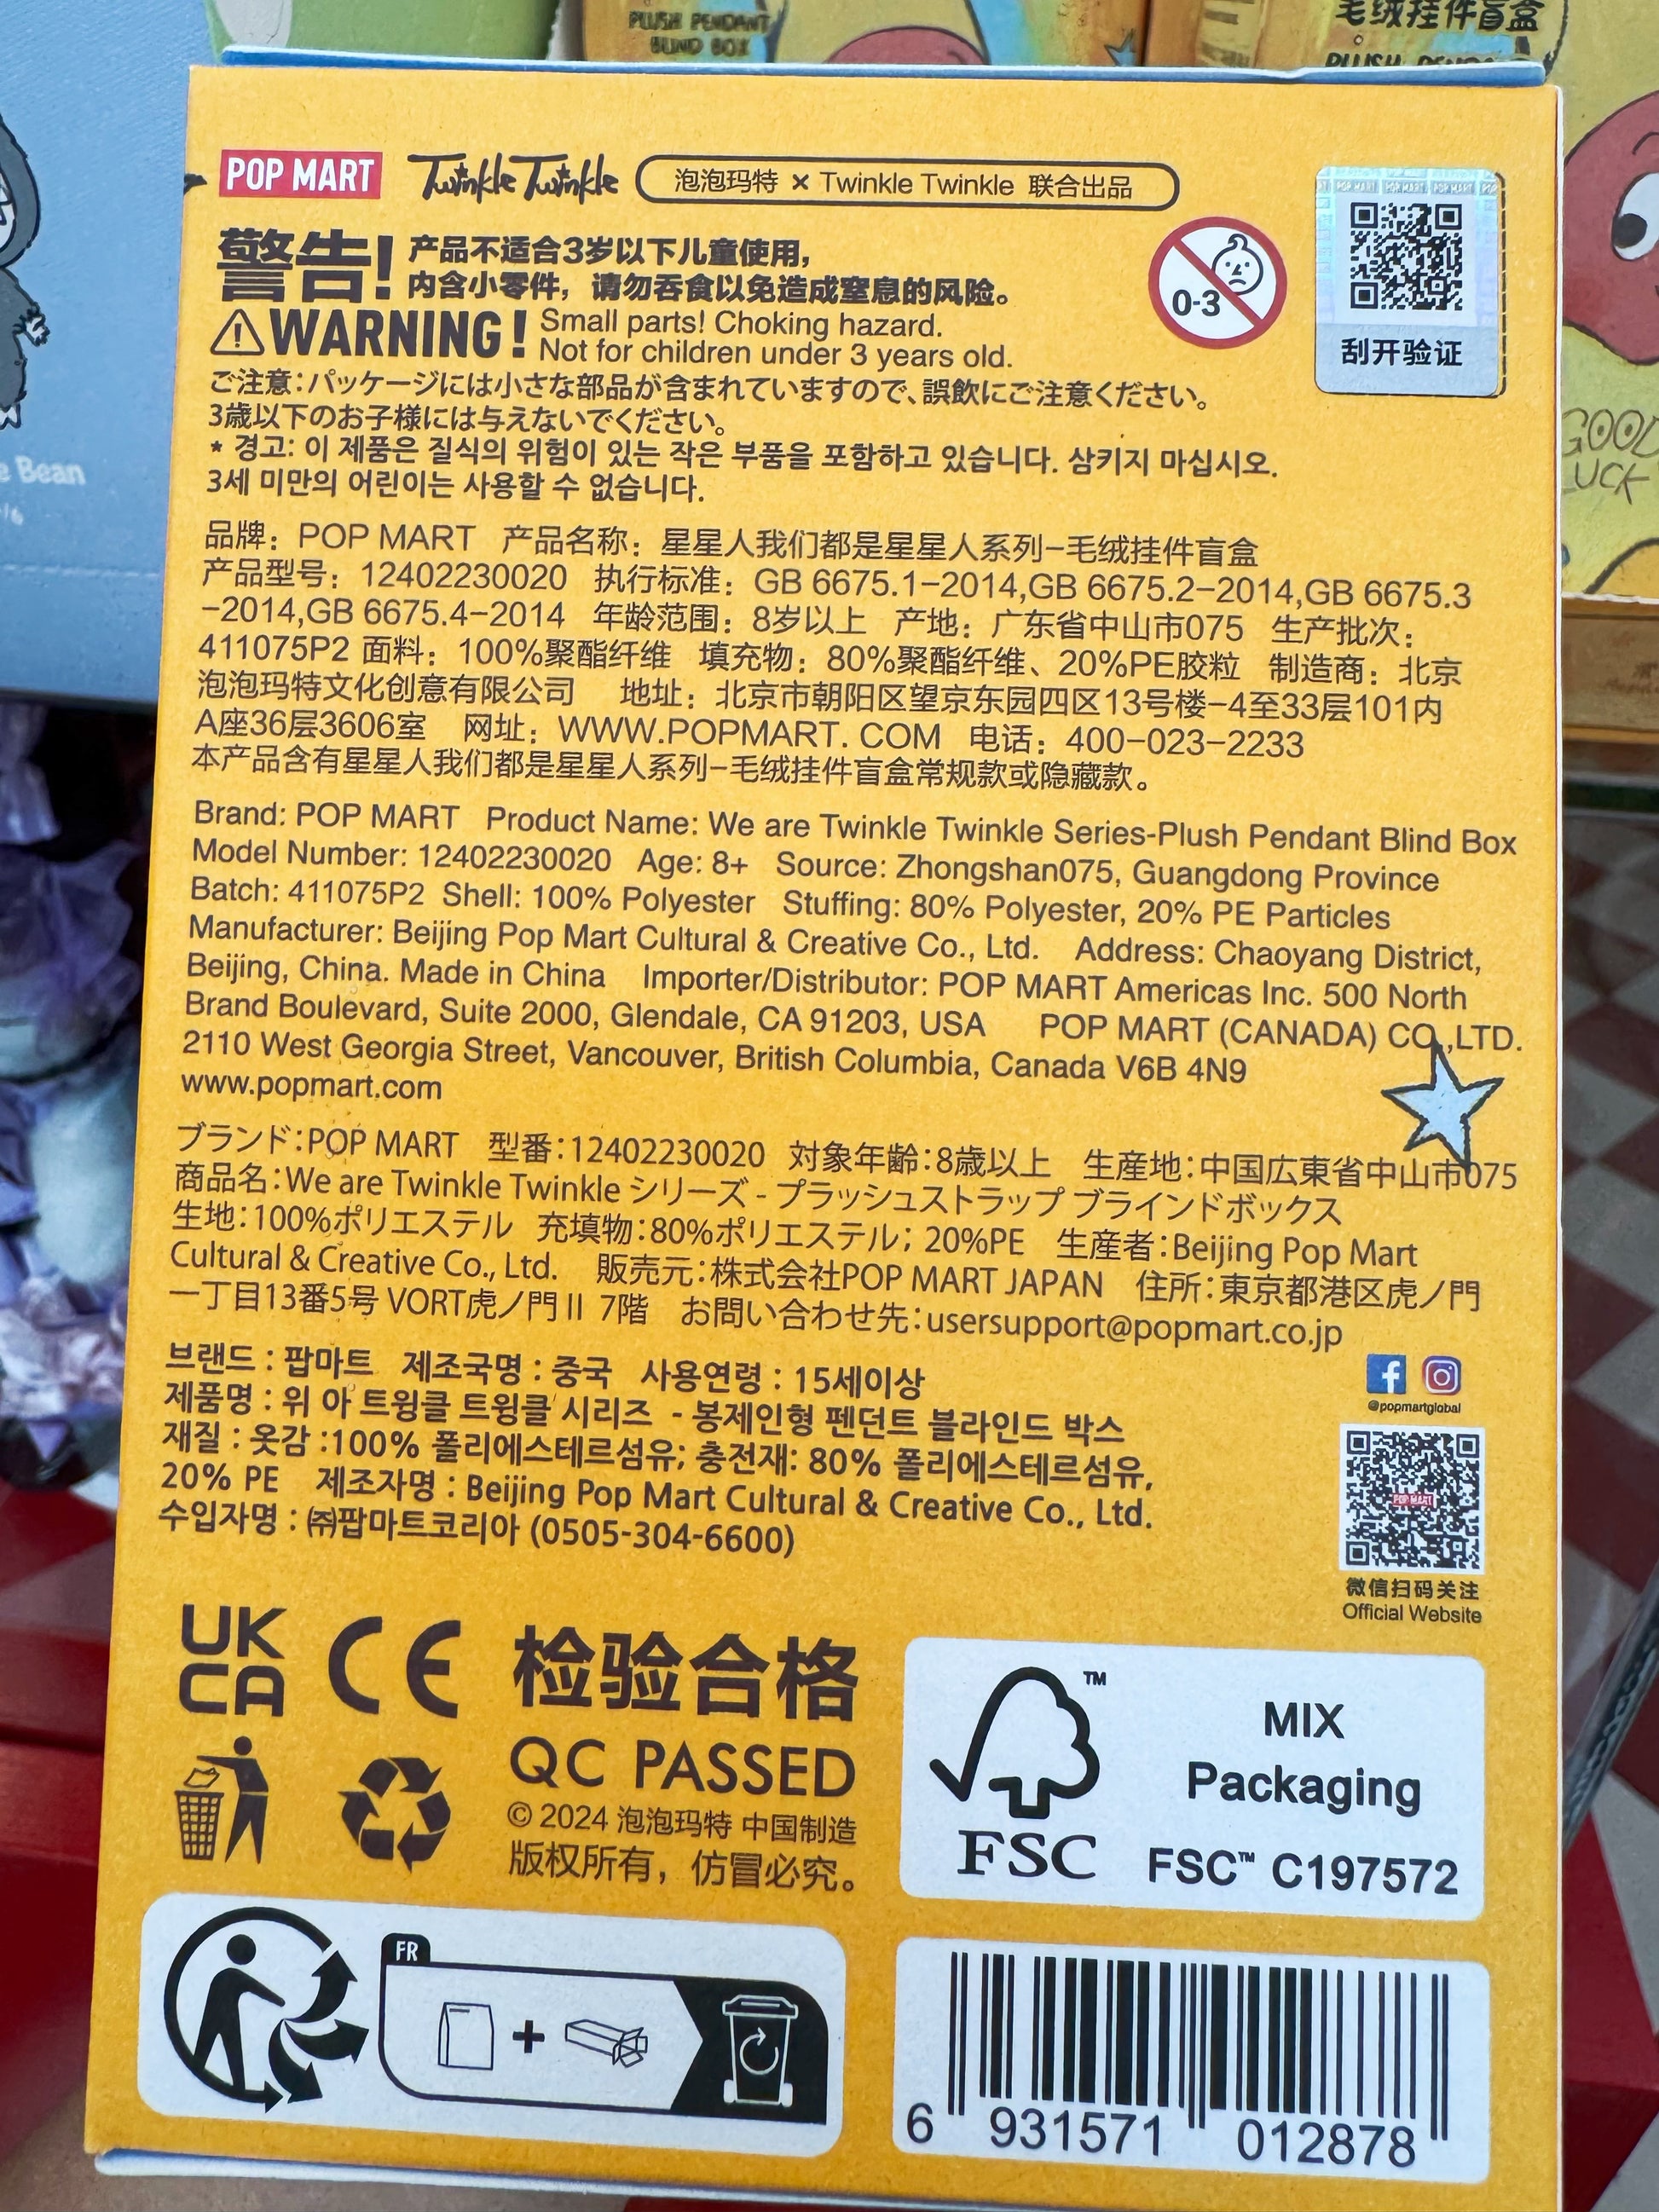 PLUSH PENDANT
BLIND BOX
毛绒挂件盲盒
Bean
GOOD
LUCK
POP MART Twinkle Twinkle 泡泡玛特 × Twinkle Twinkle 联合出品
警告! 产品不适合3岁以下儿童使用,
内含小零件，请勿吞食以免造成窒息的风险。
0-3
刮开验证
WARNING! Small parts! Choking hazard.
Not for children under 3 years old.
ご注意:パッケージには小さな部品が含まれていますので、誤飲にご注意ください。
3歳以下のお子様には与えないでください。
* 경고: 이 제품은 질식의 위험이 있는 작은 부품을 포함하고 있습니다. 삼키지 마십시오.
3세 미만의 어린이는 사용할 수 없습니다.
品牌：POP MART 产品名称：星星人我们都是星星人系列-毛绒挂件盲盒
产品型号：12402230020 执行标准：GB 6675.1-2014,GB 6675.2-2014,GB 6675.3
-2014,GB 6675.4-2014 年龄范围：8岁以上 产地：广东省中山市075 生产批次：
411075P2 面料：100%聚酯纤维 填充物：80%聚酯纤维、20%PE胶粒 制造商：北京
泡泡玛特文化创意有限公司 地址：北京市朝阳区望京东园四区13号楼-4至33层101内
A座36层3606室 网址：WWW.POPMART. COM 电话：400-023-2233
本产品含有星星人我们都是星星人系列-毛绒挂件盲盒常规款或隐藏款。
Brand: POP MART Product Name: We are Twinkle Twinkle Series-Plush Pendant Blind Box
Model Number: 12402230020 Age: 8+ Source: Zhongshan075, Guangdong Province
Batch: 411075P2 Shell: 100% Polyester Stuffing: 80% Polyester, 20% PE Particles
Manufacturer: Beijing Pop Mart Cultural & Creative Co., Ltd. Address: Chaoyang District,
Beijing, China. Made in China Importer/Distributor: POP MART Americas Inc. 500 North
Brand Boulevard, Suite 2000, Glendale, CA 91203, USA POP MART (CANADA) CO.,LTD.
2110 West Georgia Street, Vancouver, British Columbia, Canada V6B 4N9
www.popmart.com
ブランド:POP MART 型番:12402230020 対象年齢:8歳以上 生産地:中国広東省中山市075
商品名:We are Twinkle Twinkle シリーズ - プラッシュストラップ ブラインドボックス
生地:100%ポリエステル 充填物:80%ポリエステル; 20%PE 生産者:Beijing Pop Mart
Cultural & Creative Co., Ltd. 販売元:株式会社POP MART JAPAN 住所:東京都港区虎ノ門
一丁目13番5号 VORT虎ノ門 II 7階 お問い合わせ先:usersupport@popmart.co.jp
브랜드 : 팝마트 제조국명 : 중국 사용연령 : 15세이상
제품명 : 위 아 트윙클 트윙클 시리즈 - 봉제인형 펜던트 블라인드 박스
재질 : 옷감 :100% 폴리에스테르섬유; 충전재: 80% 폴리에스테르섬유,
20% PE 제조자명 : Beijing Pop Mart Cultural & Creative Co., Ltd.
수입자명 : ㈜팝마트코리아 (0505-304-6600)
@popmartglobal
POP MART
微信扫码关注
Official Website
UK
CA
CE
检验合格
QC PASSED
© 2024 泡泡玛特 中国制造
版权所有，仿冒必究。
FSC
TM
MIX
Packaging
FSC™ C197572
FR
+
6 931571 012878